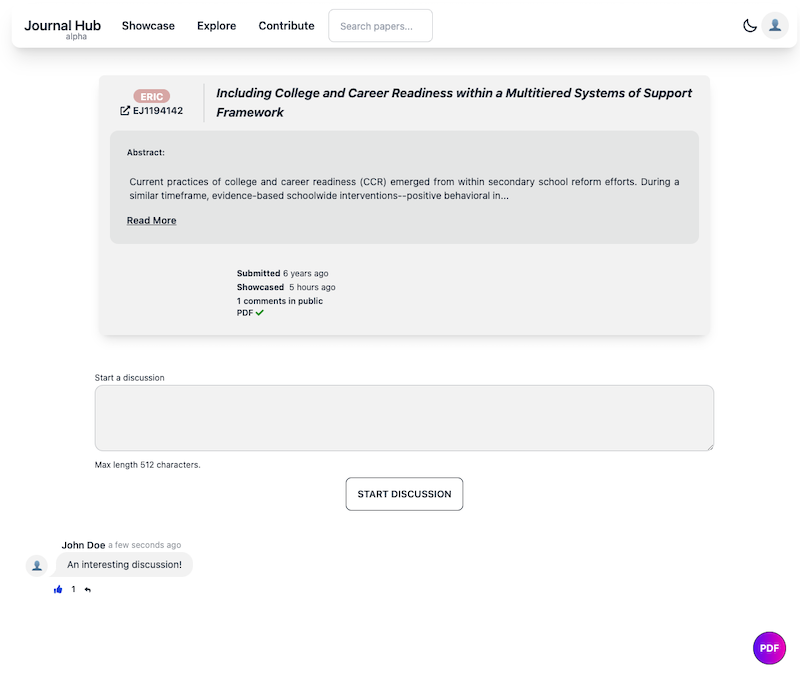 Journal Hub
alpha
Showcase
Explore
Contribute
Search papers...
ERIC
EJ1194142
Including College and Career Readiness within a Multitiered Systems of Support
Framework
Abstract:
Current practices of college and career readiness (CCR) emerged from within secondary school reform efforts. During a
similar timeframe, evidence-based schoolwide interventions--positive behavioral in...
Read More
Submitted 6 years ago
Showcased 5 hours ago
1 comments in public
PDF
Start a discussion
Max length 512 characters.
START DISCUSSION
John Doe a few seconds ago
An interesting discussion!
1
PDF